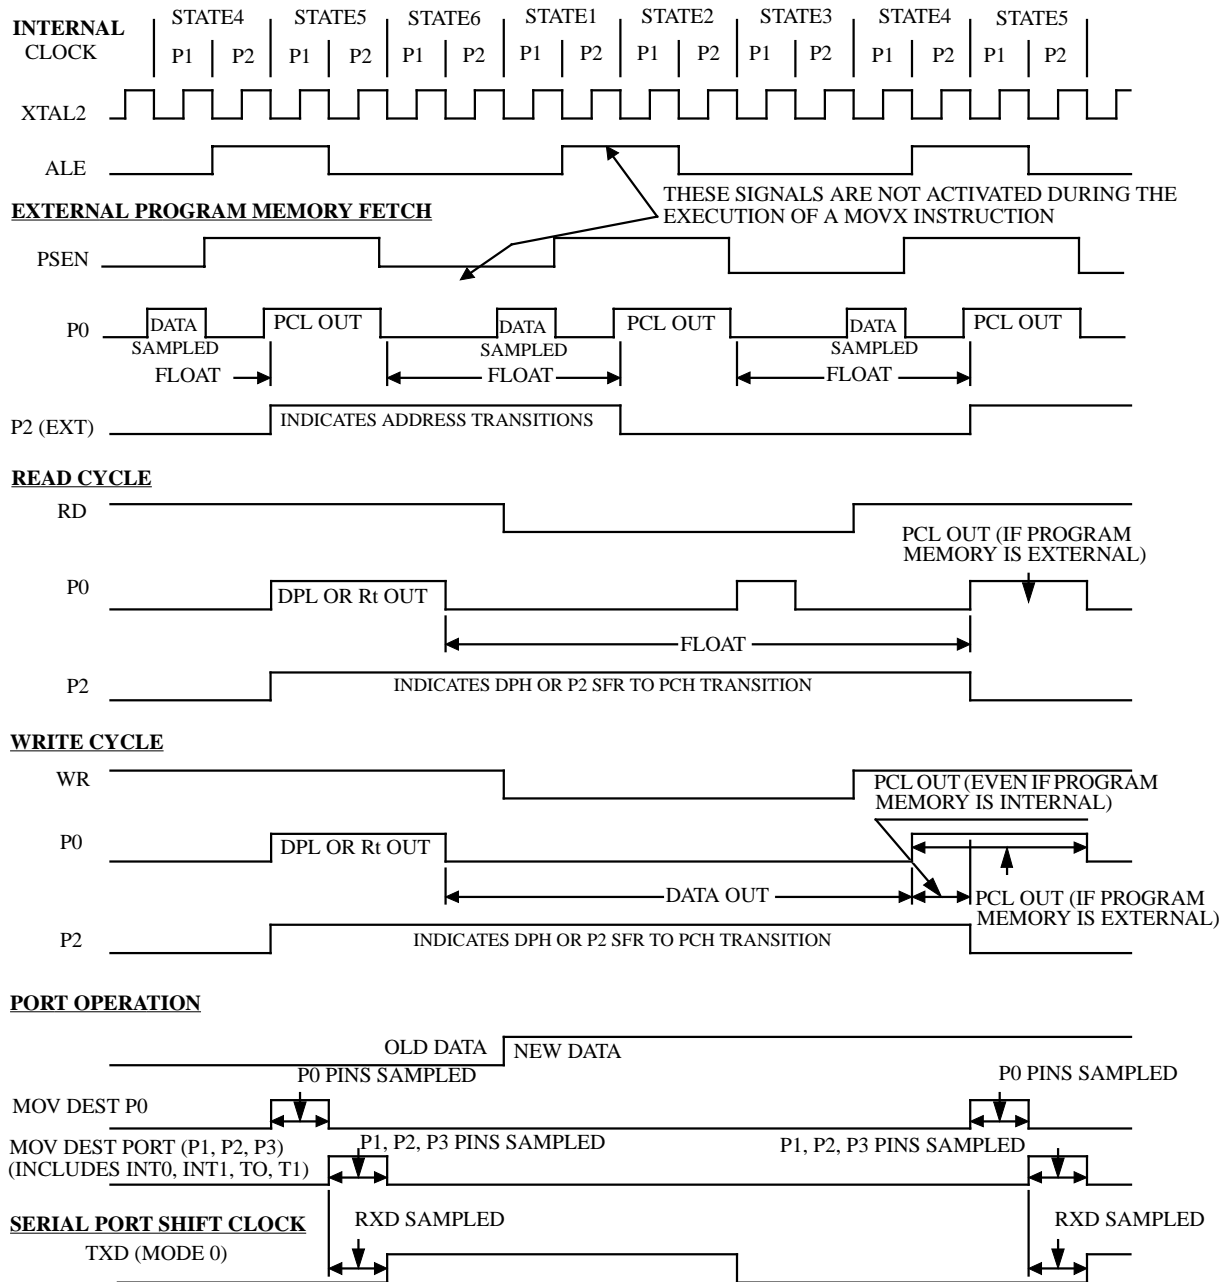 INTERNAL CLOCK
STATE4 STATE5 STATE6 STATE1 STATE2 STATE3 STATE4 STATE5
P1 P2 P1 P2 P1 P2 P1 P2 P1 P2 P1 P2 P1 P2 P1 P2
XTAL2
ALE
THESE SIGNALS ARE NOT ACTIVATED DURING THE
EXECUTION OF A MOVX INSTRUCTION
EXTERNAL PROGRAM MEMORY FETCH
PSEN
P0
DATA PCL OUT DATA PCL OUT DATA PCL OUT
SAMPLED SAMPLED SAMPLED
FLOAT FLOAT FLOAT
P2 (EXT)
INDICATES ADDRESS TRANSITIONS
READ CYCLE
RD
PCL OUT (IF PROGRAM
MEMORY IS EXTERNAL)
P0
DPL OR Rt OUT
FLOAT
P2
INDICATES DPH OR P2 SFR TO PCH TRANSITION
WRITE CYCLE
WR
PCL OUT (EVEN IF PROGRAM
MEMORY IS INTERNAL)
P0
DPL OR Rt OUT
DATA OUT
PCL OUT (IF PROGRAM
MEMORY IS EXTERNAL)
P2
INDICATES DPH OR P2 SFR TO PCH TRANSITION
PORT OPERATION
OLD DATA NEW DATA
P0 PINS SAMPLED P0 PINS SAMPLED
MOV DEST P0
MOV DEST PORT (P1, P2, P3)
(INCLUDES INT0, INT1, TO, T1)
P1, P2, P3 PINS SAMPLED P1, P2, P3 PINS SAMPLED
SERIAL PORT SHIFT CLOCK
RXD SAMPLED RXD SAMPLED
TXD (MODE 0)